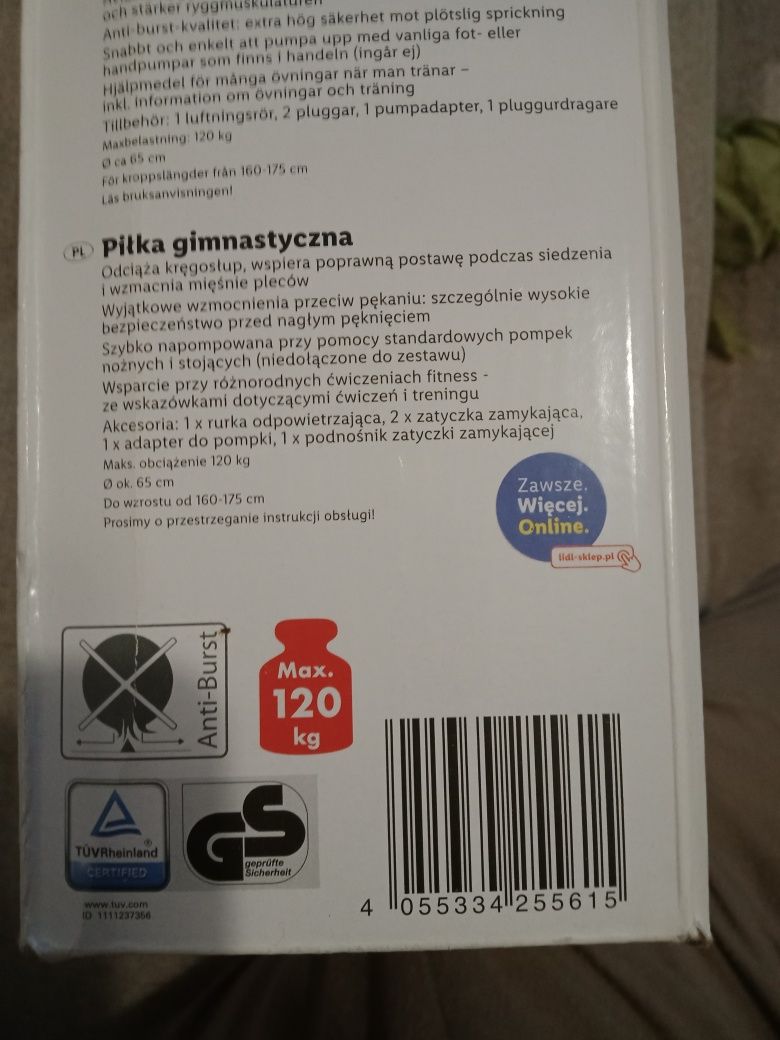 och stärker ryggmuskulaturen
Anti-burst-kvalitet: extra hög säkerhet mot plötslig sprickning
Snabbt och enkelt att pumpa upp med vanliga fot- eller
handpumpar som finns i handeln (ingår ej)
Hjälpmedel för många övningar när man tränar –
inkl. information om övningar och träning
Tillbehör: 1 luftningsrör, 2 pluggar, 1 pumpadapter, 1 pluggurdragare
Maxbelastning: 120 kg
Ø ca 65 cm
För kroppslängder från 160-175 cm
Läs bruksanvisningen!
PL Piłka gimnastyczna
Odciąża kręgosłup, wspiera poprawną postawę podczas siedzenia
i wzmacnia mięśnie pleców
Wyjątkowe wzmocnienia przeciw pękaniu: szczególnie wysokie
bezpieczeństwo przed nagłym pęknięciem
Szybko napompowana przy pomocy standardowych pompek
nożnych i stojących (niedołączone do zestawu)
Wsparcie przy różnorodnych ćwiczeniach fitness -
ze wskazówkami dotyczącymi ćwiczeń i treningu
Akcesoria: 1 x rurka odpowietrzająca, 2 x zatyczka zamykająca,
1 x adapter do pompki, 1 x podnośnik zatyczki zamykającej
Maks. obciążenie 120 kg
Ø ok. 65 cm
Do wzrostu od 160-175 cm
Prosimy o przestrzeganie instrukcji obsługi!
Zawsze.
Więcej.
Online.
lidl-sklep.pl
Anti-Burst
Max.
120
kg
TÜVRheinland®
CERTIFIED
www.tuv.com
ID 1111237356
GS
geprüfte
Sicherheit
4 055334 255615